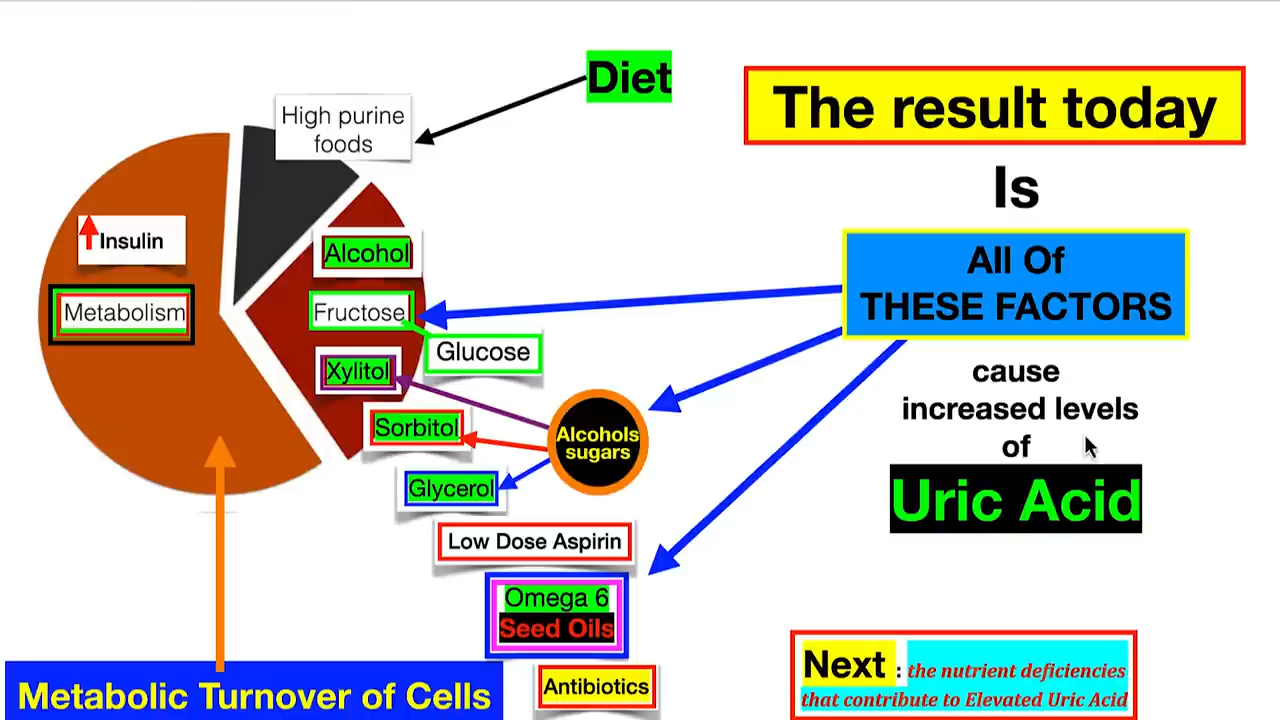 Diet
High purine
foods
The result today
Is
All Of
THESE FACTORS
cause
increased levels
of
Uric Acid
Insulin
Metabolism
Alcohol
Fructose
Glucose
Xylitol
Sorbitol
Glycerol
Alcohols
sugars
Low Dose Aspirin
Omega 6
Seed Oils
Antibiotics
Metabolic Turnover of Cells
Next : the nutrient deficiencies
that contribute to Elevated Uric Acid